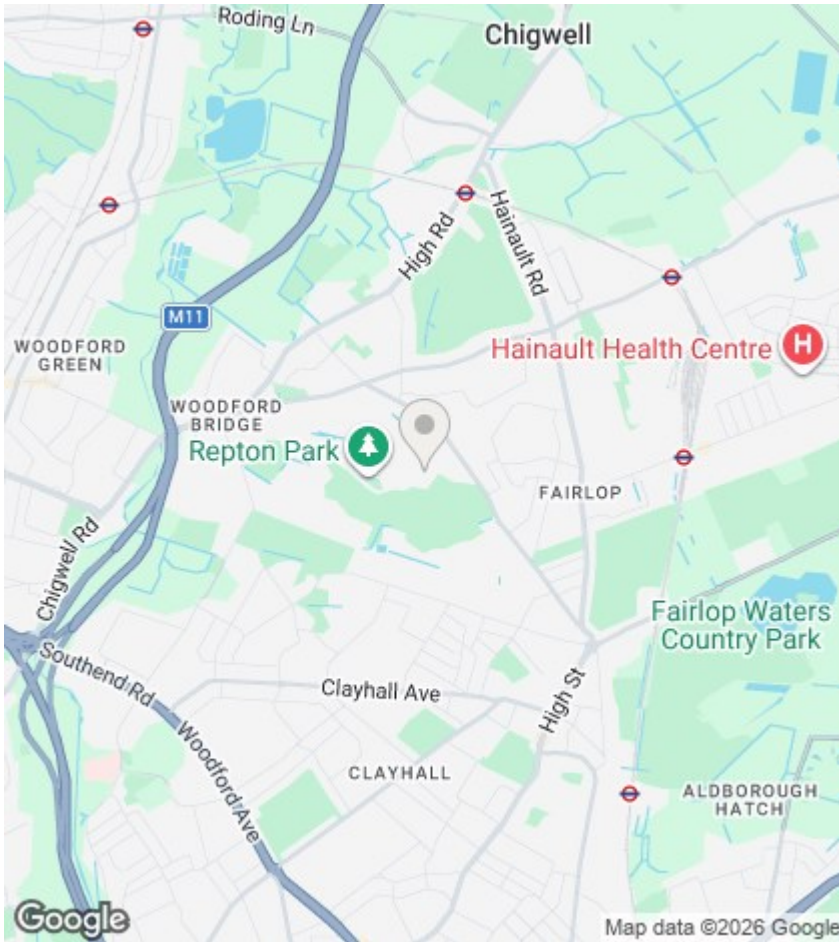 Roding Ln
Chigwell
High Rd
Hainault Rd
M11
WOODFORD
GREEN
Hainault Health Centre
H
WOODFORD
BRIDGE
Repton Park
FAIRLOP
Chigwell Rd
Fairlop Waters
Country Park
Southend Rd
Clayhall Ave
High St
Woodford Ave
CLAYHALL
ALDBOROUGH
HATCH
Google
Map data ©2026 Google